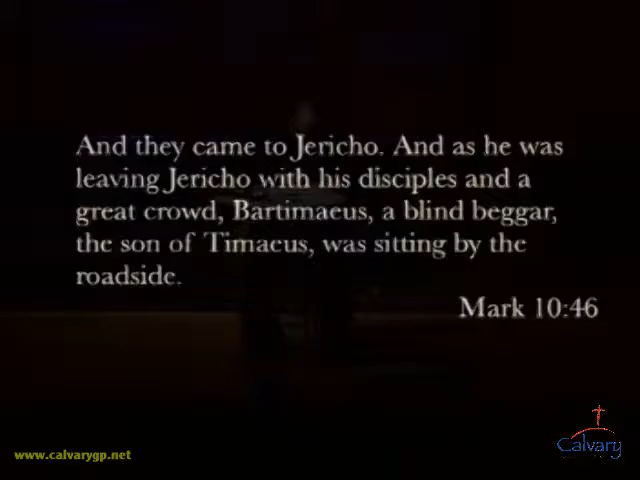 And they came to Jericho. And as he was
leaving Jericho with his disciples and a
great crowd, Bartimaeus, a blind beggar,
the son of Timaeus, was sitting by the
roadside.
Mark 10:46
www.calvarygp.net
Calvary